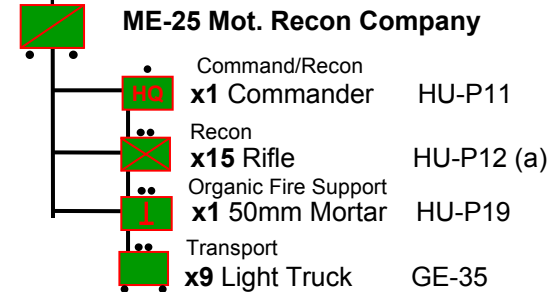 ME-25 Mot. Recon Company
Command/Recon
HQ x1 Commander HU-P11
Recon
x15 Rifle HU-P12 (a)
Organic Fire Support
x1 50mm Mortar HU-P19
Transport
x9 Light Truck GE-35